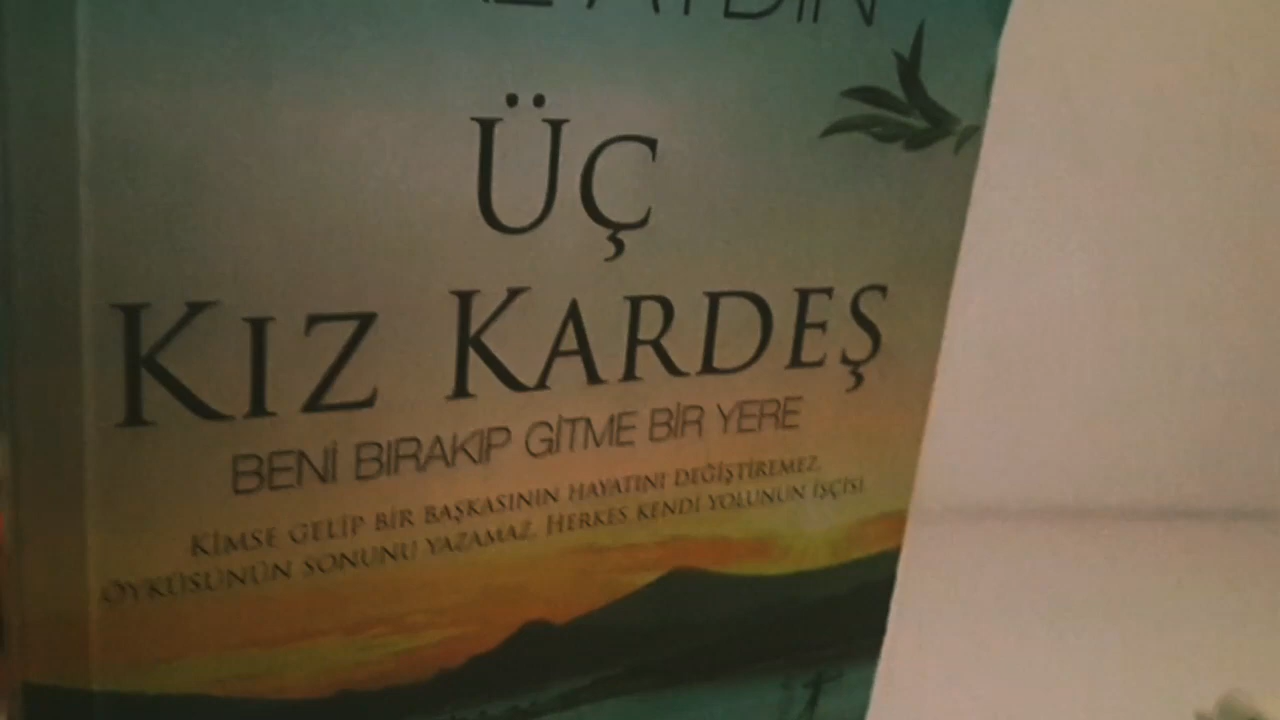 AYDIN
ÜÇ
KIZ KARDEŞ
BENİ BIRAKIP GİTME BİR YERE
KİMSE GELİP BİR BAŞKASININ HAYATINI DEĞİŞTİREMEZ,
ÖYKÜSÜNÜN SONUNU YAZAMAZ. HERKES KENDİ YOLUNUN İŞÇİSİ